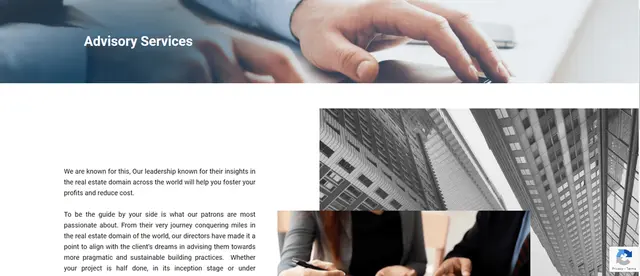 Advisory Services
We are known for this, Our leadership known for their insights in
the real estate domain across the world will help you foster your
profits and reduce cost.
To be the guide by your side is what our patrons are most
passionate about. From their very journey conquering miles in
the real estate domain of the world, our directors have made it a
point to align with the client's dreams in advising them towards
more pragmatic and sustainable building practices. Whether
your project is half done, in its inception stage or under
Privacy - Terms